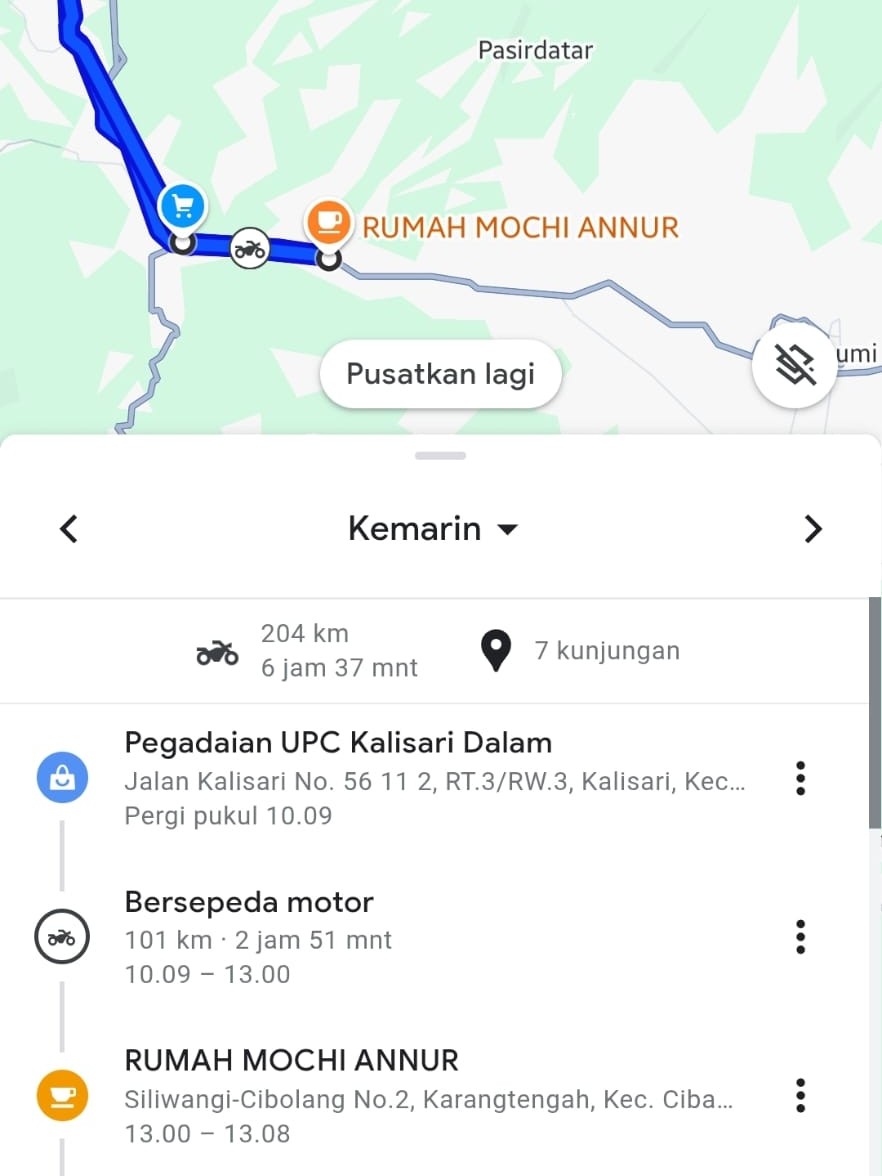 Pasirdatar
RUMAH MOCHI ANNUR
umi
Pusatkan lagi
Kemarin
204 km
6 jam 37 mnt
7 kunjungan
Pegadaian UPC Kalisari Dalam
Jalan Kalisari No. 56 11 2, RT.3/RW.3, Kalisari, Kec...
Pergi pukul 10.09
Bersepeda motor
101 km · 2 jam 51 mnt
10.09 – 13.00
RUMAH MOCHI ANNUR
Siliwangi-Cibolang No.2, Karangtengah, Kec. Ciba...
13.00 – 13.08